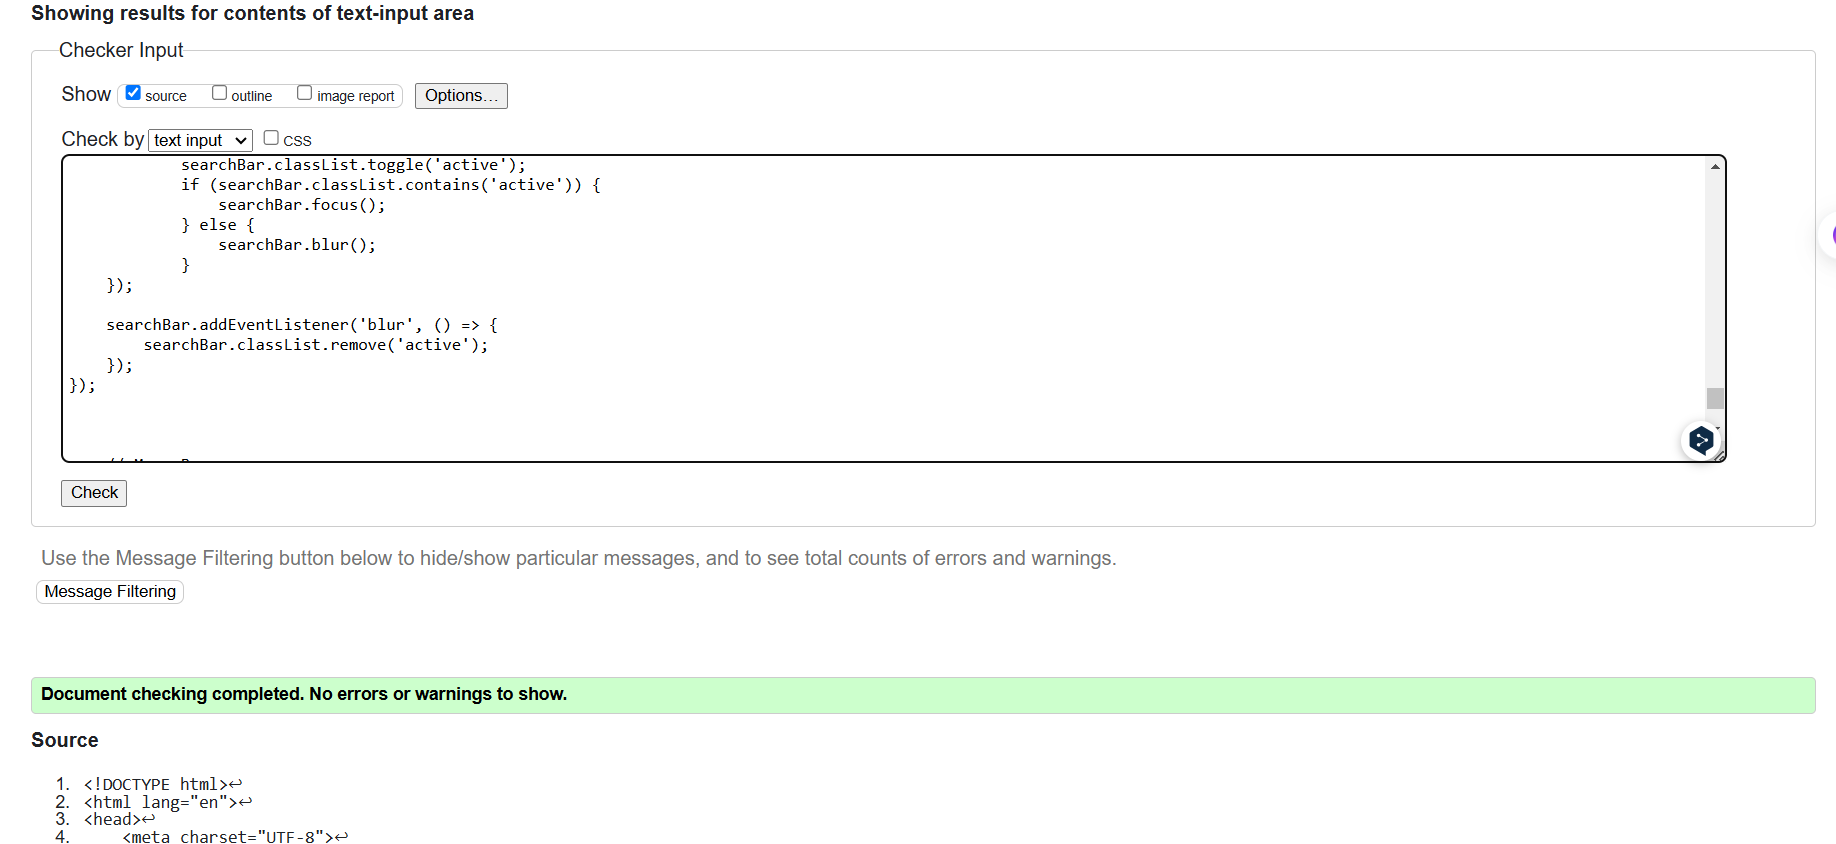 Showing results for contents of text-input area
Checker Input
Show source outline image report Options...
Check by text input CSS
searchBar.classList.toggle('active');
if (searchBar.classList.contains('active')) {
searchBar.focus();
} else {
searchBar.blur();
}
});
searchBar.addEventListener('blur', () => {
searchBar.classList.remove('active');
});
});
Check
Use the Message Filtering button below to hide/show particular messages, and to see total counts of errors and warnings.
Message Filtering
Document checking completed. No errors or warnings to show.
Source
1. <!DOCTYPE html>↩
2. <html lang="en">↩
3. <head>↩
4. <meta charset="UTF-8">↩